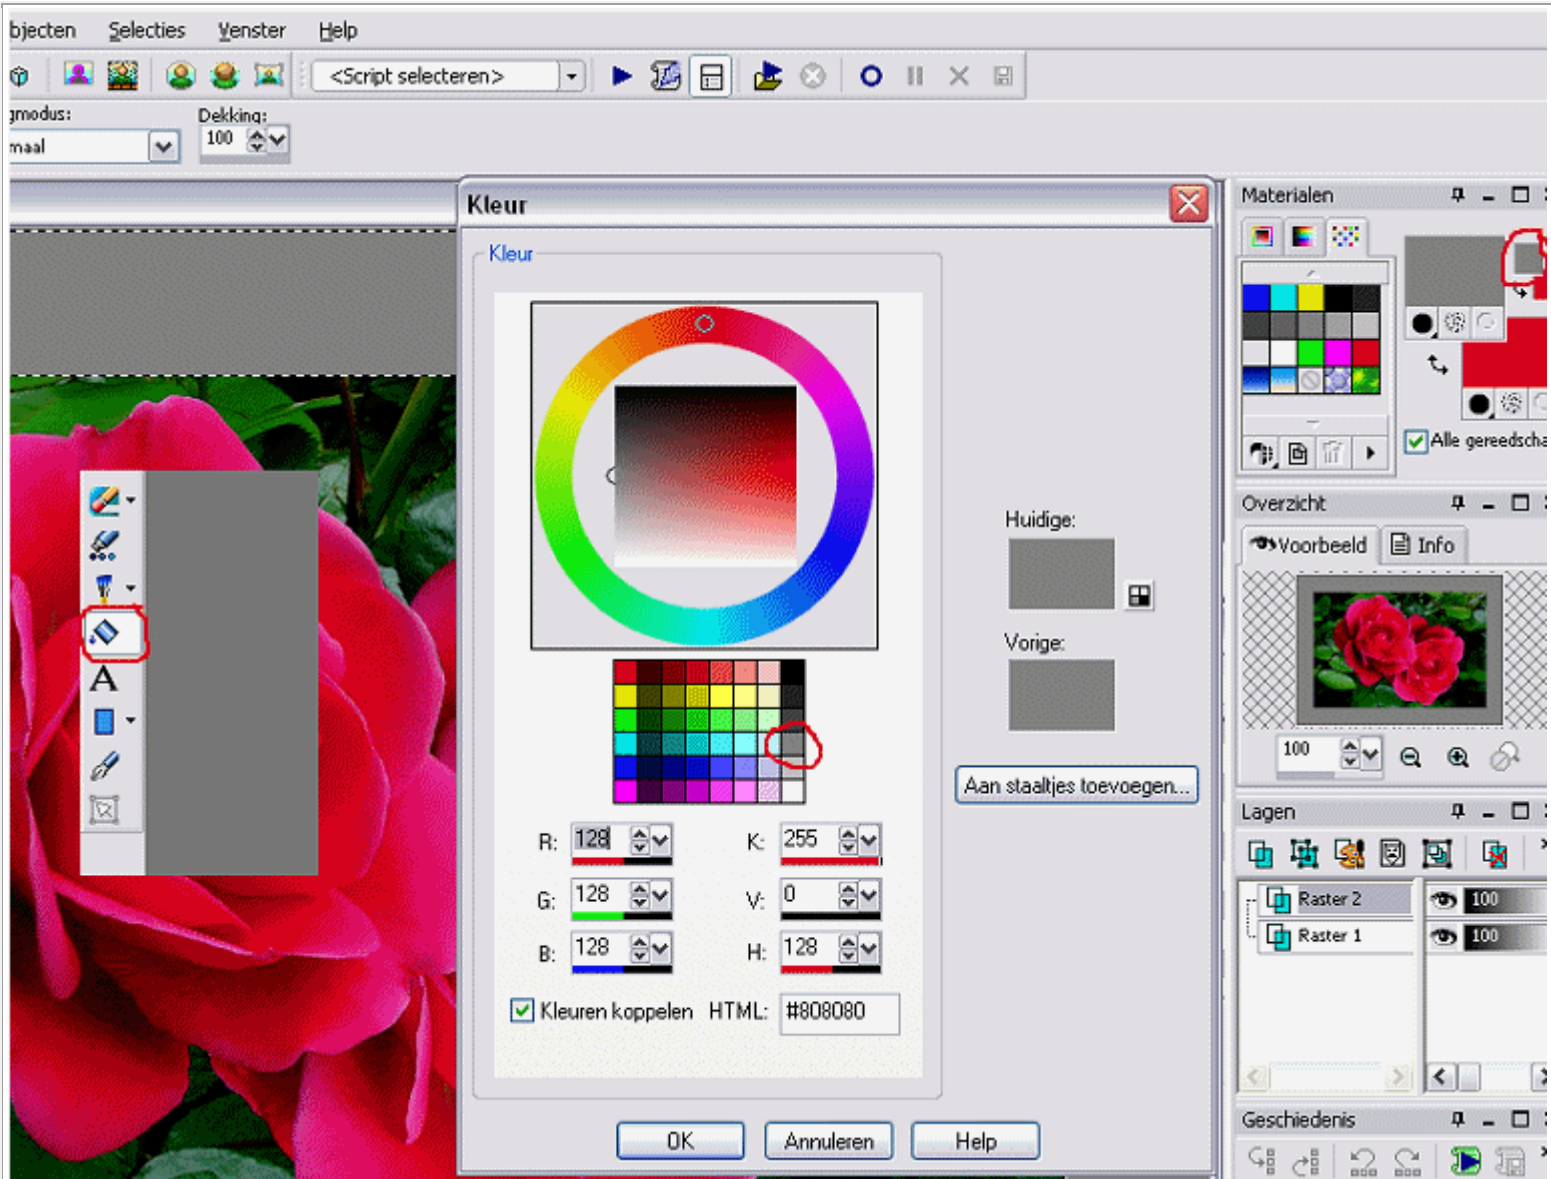 bjecten Selecties Venster Help
<Script selecteren>
gmodus: Dekking:
maal 100
Kleur
Kleur
Huidige:
Vorige:
Aan staaltjes toevoegen...
R: 128 K: 255
G: 128 V: 0
B: 128 H: 128
Kleuren koppelen HTML: #808080
OK Annuleren Help
Materialen
Alle gereedscha
Overzicht
Voorbeeld Info
100
Lagen
Raster 2 100
Raster 1 100
Geschiedenis
A